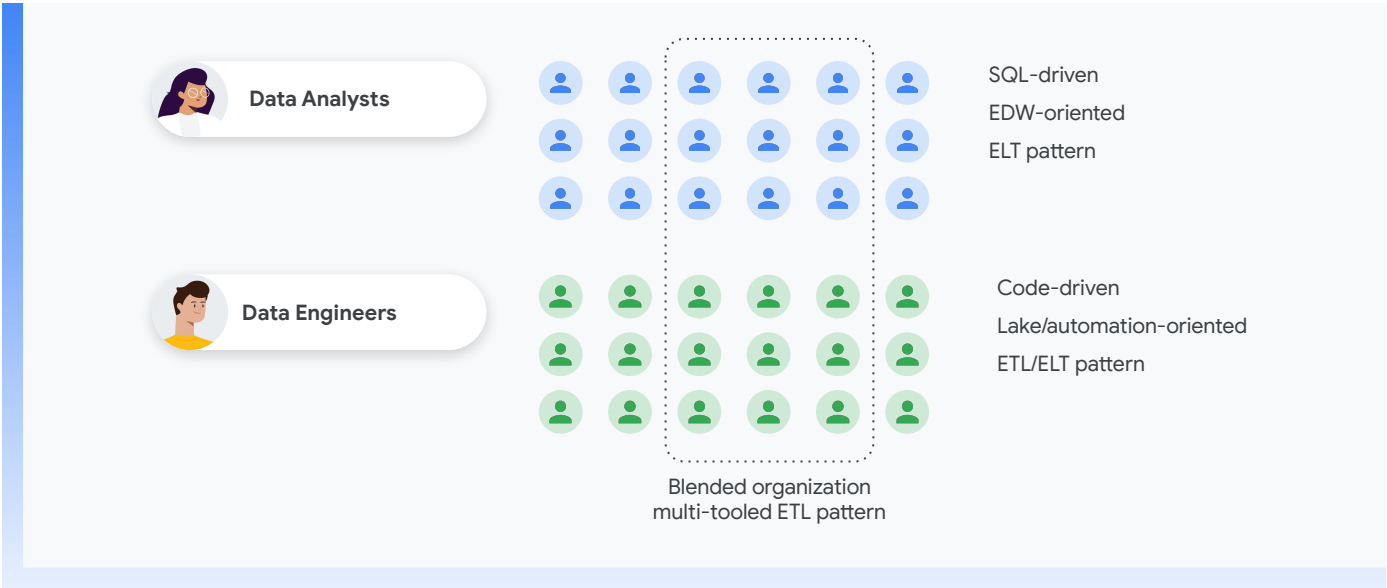 Data Analysts
SQL-driven
EDW-oriented
ELT pattern
Data Engineers
Code-driven
Lake/automation-oriented
ETL/ELT pattern
Blended organization
multi-tooled ETL pattern